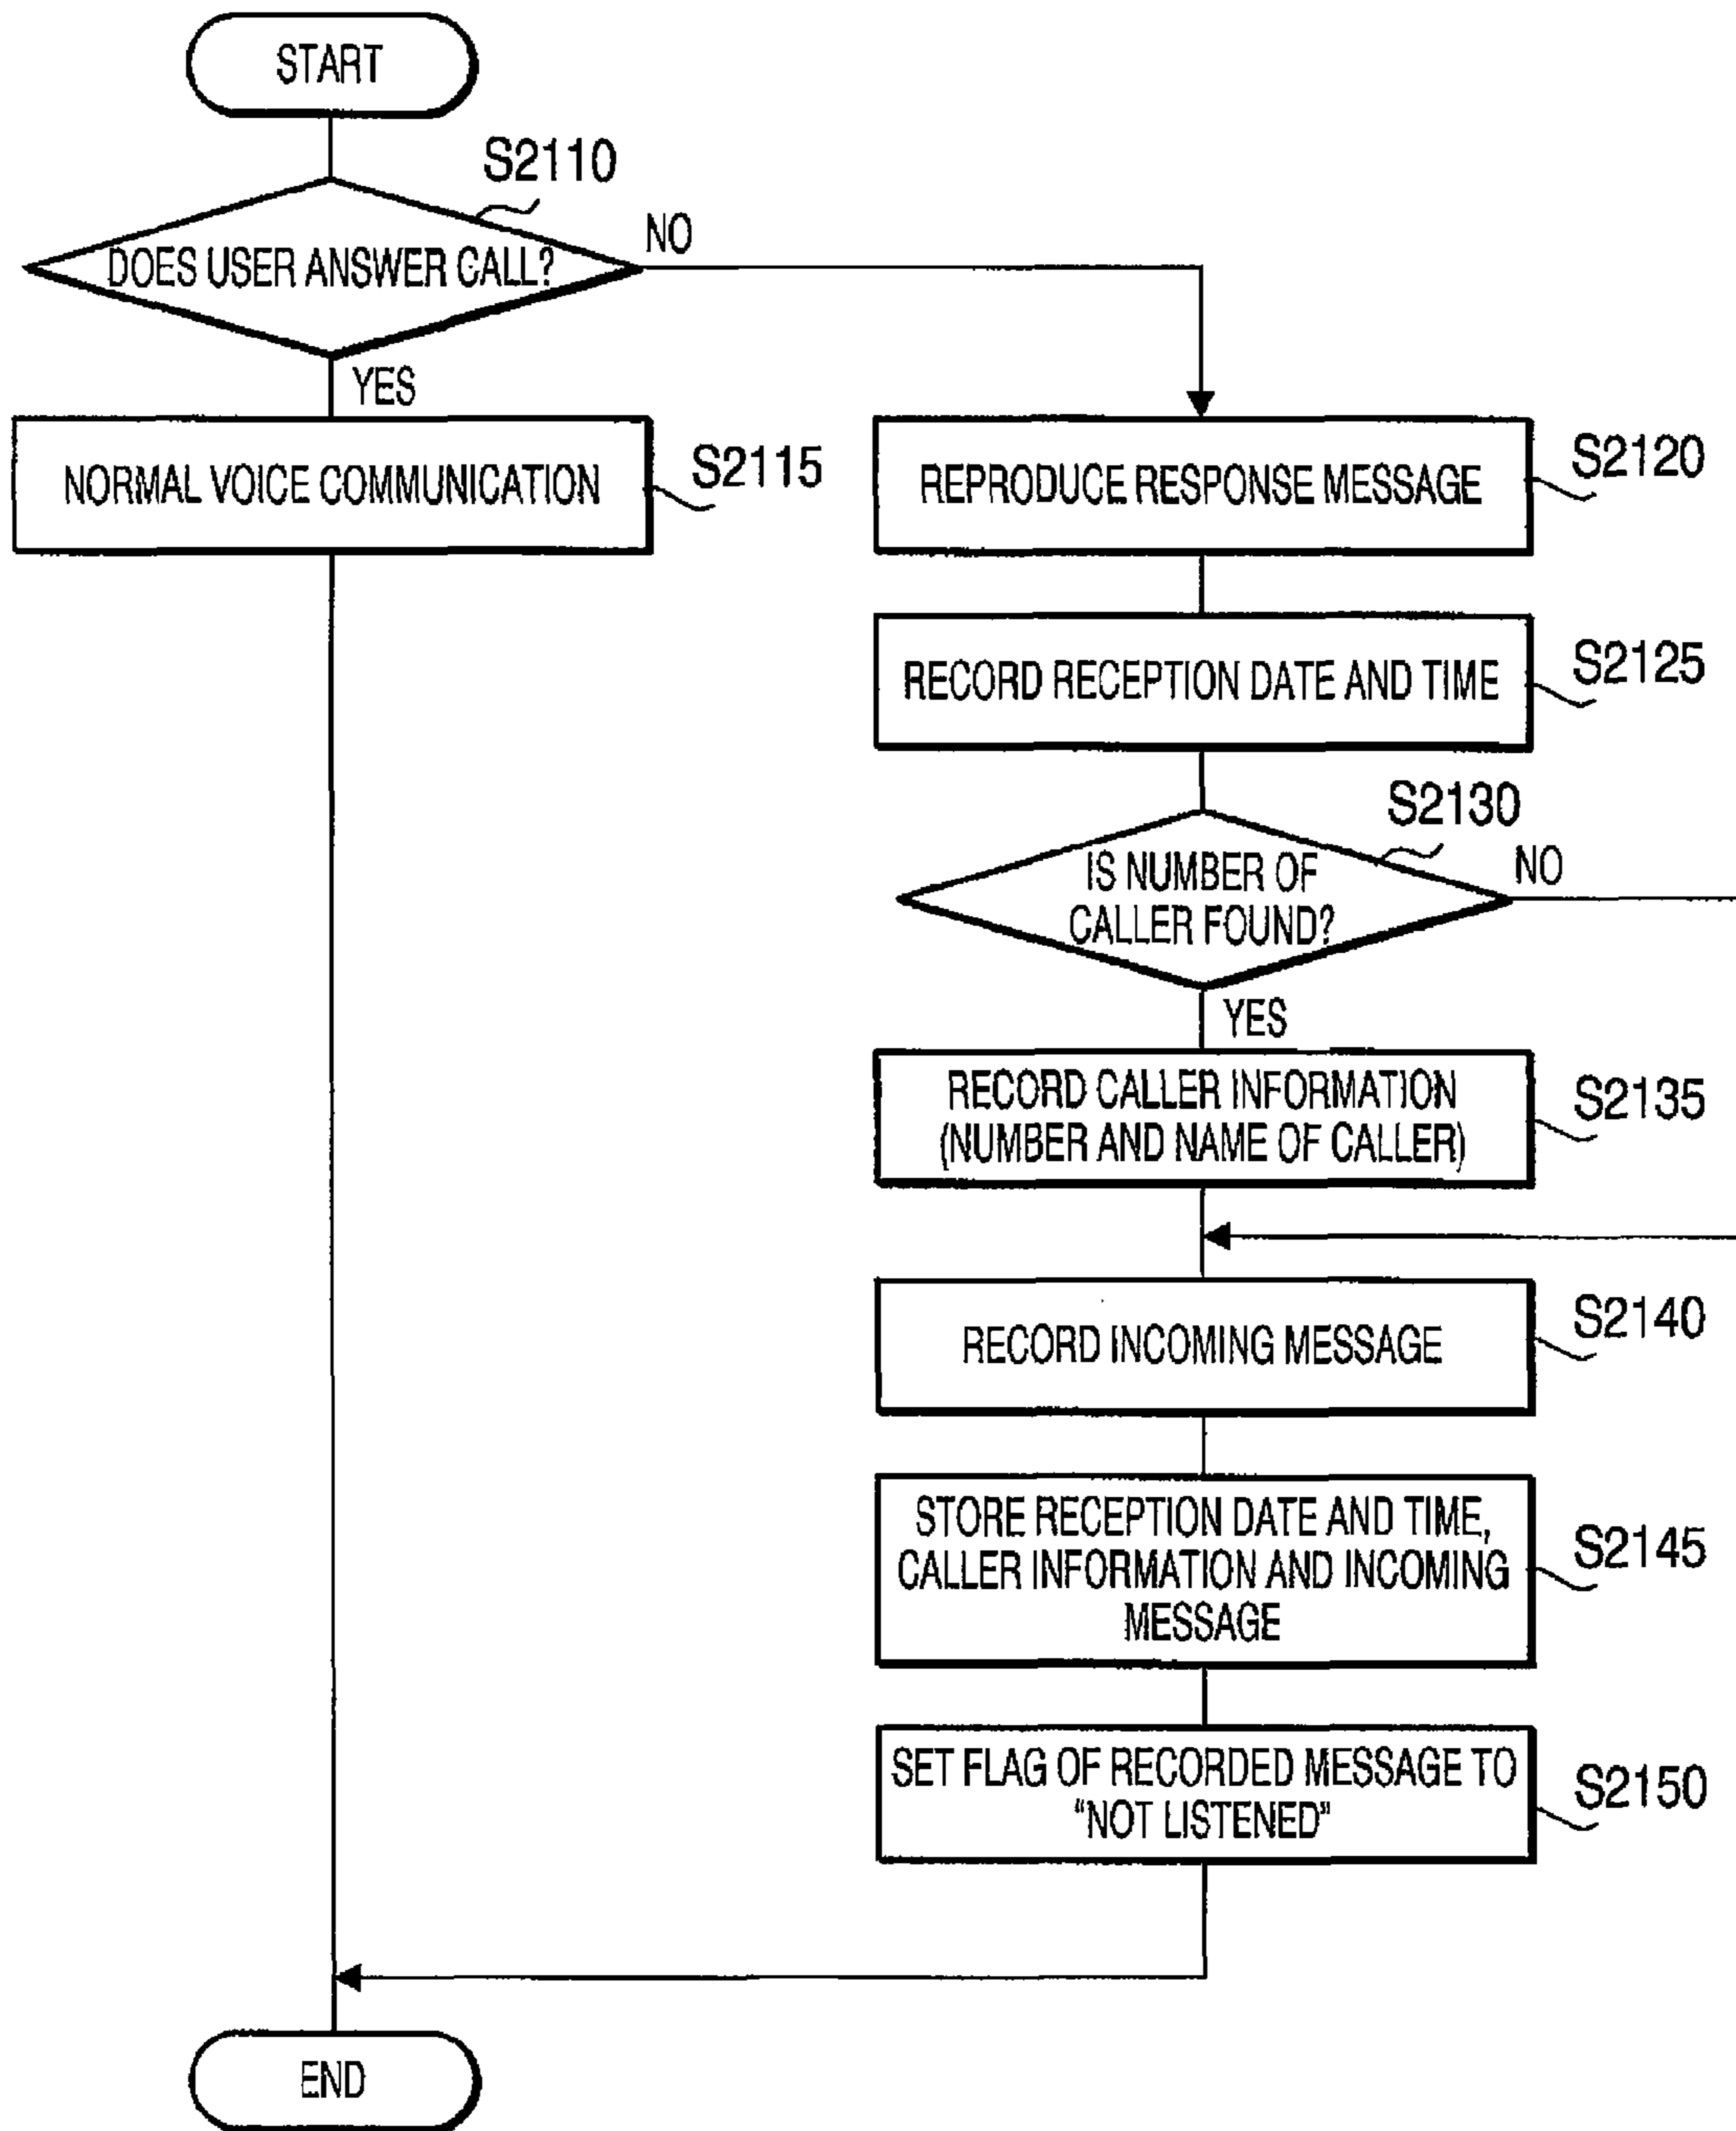 START
S2110
DOES USER ANSWER CALL?
NO
YES
NORMAL VOICE COMMUNICATION
S2115
REPRODUCE RESPONSE MESSAGE
S2120
RECORD RECEPTION DATE AND TIME
S2125
S2130
IS NUMBER OF
CALLER FOUND?
NO
YES
RECORD CALLER INFORMATION
(NUMBER AND NAME OF CALLER)
S2135
RECORD INCOMING MESSAGE
S2140
STORE RECEPTION DATE AND TIME,
CALLER INFORMATION AND INCOMING
MESSAGE
S2145
SET FLAG OF RECORDED MESSAGE TO
“NOT LISTENED”
S2150
END